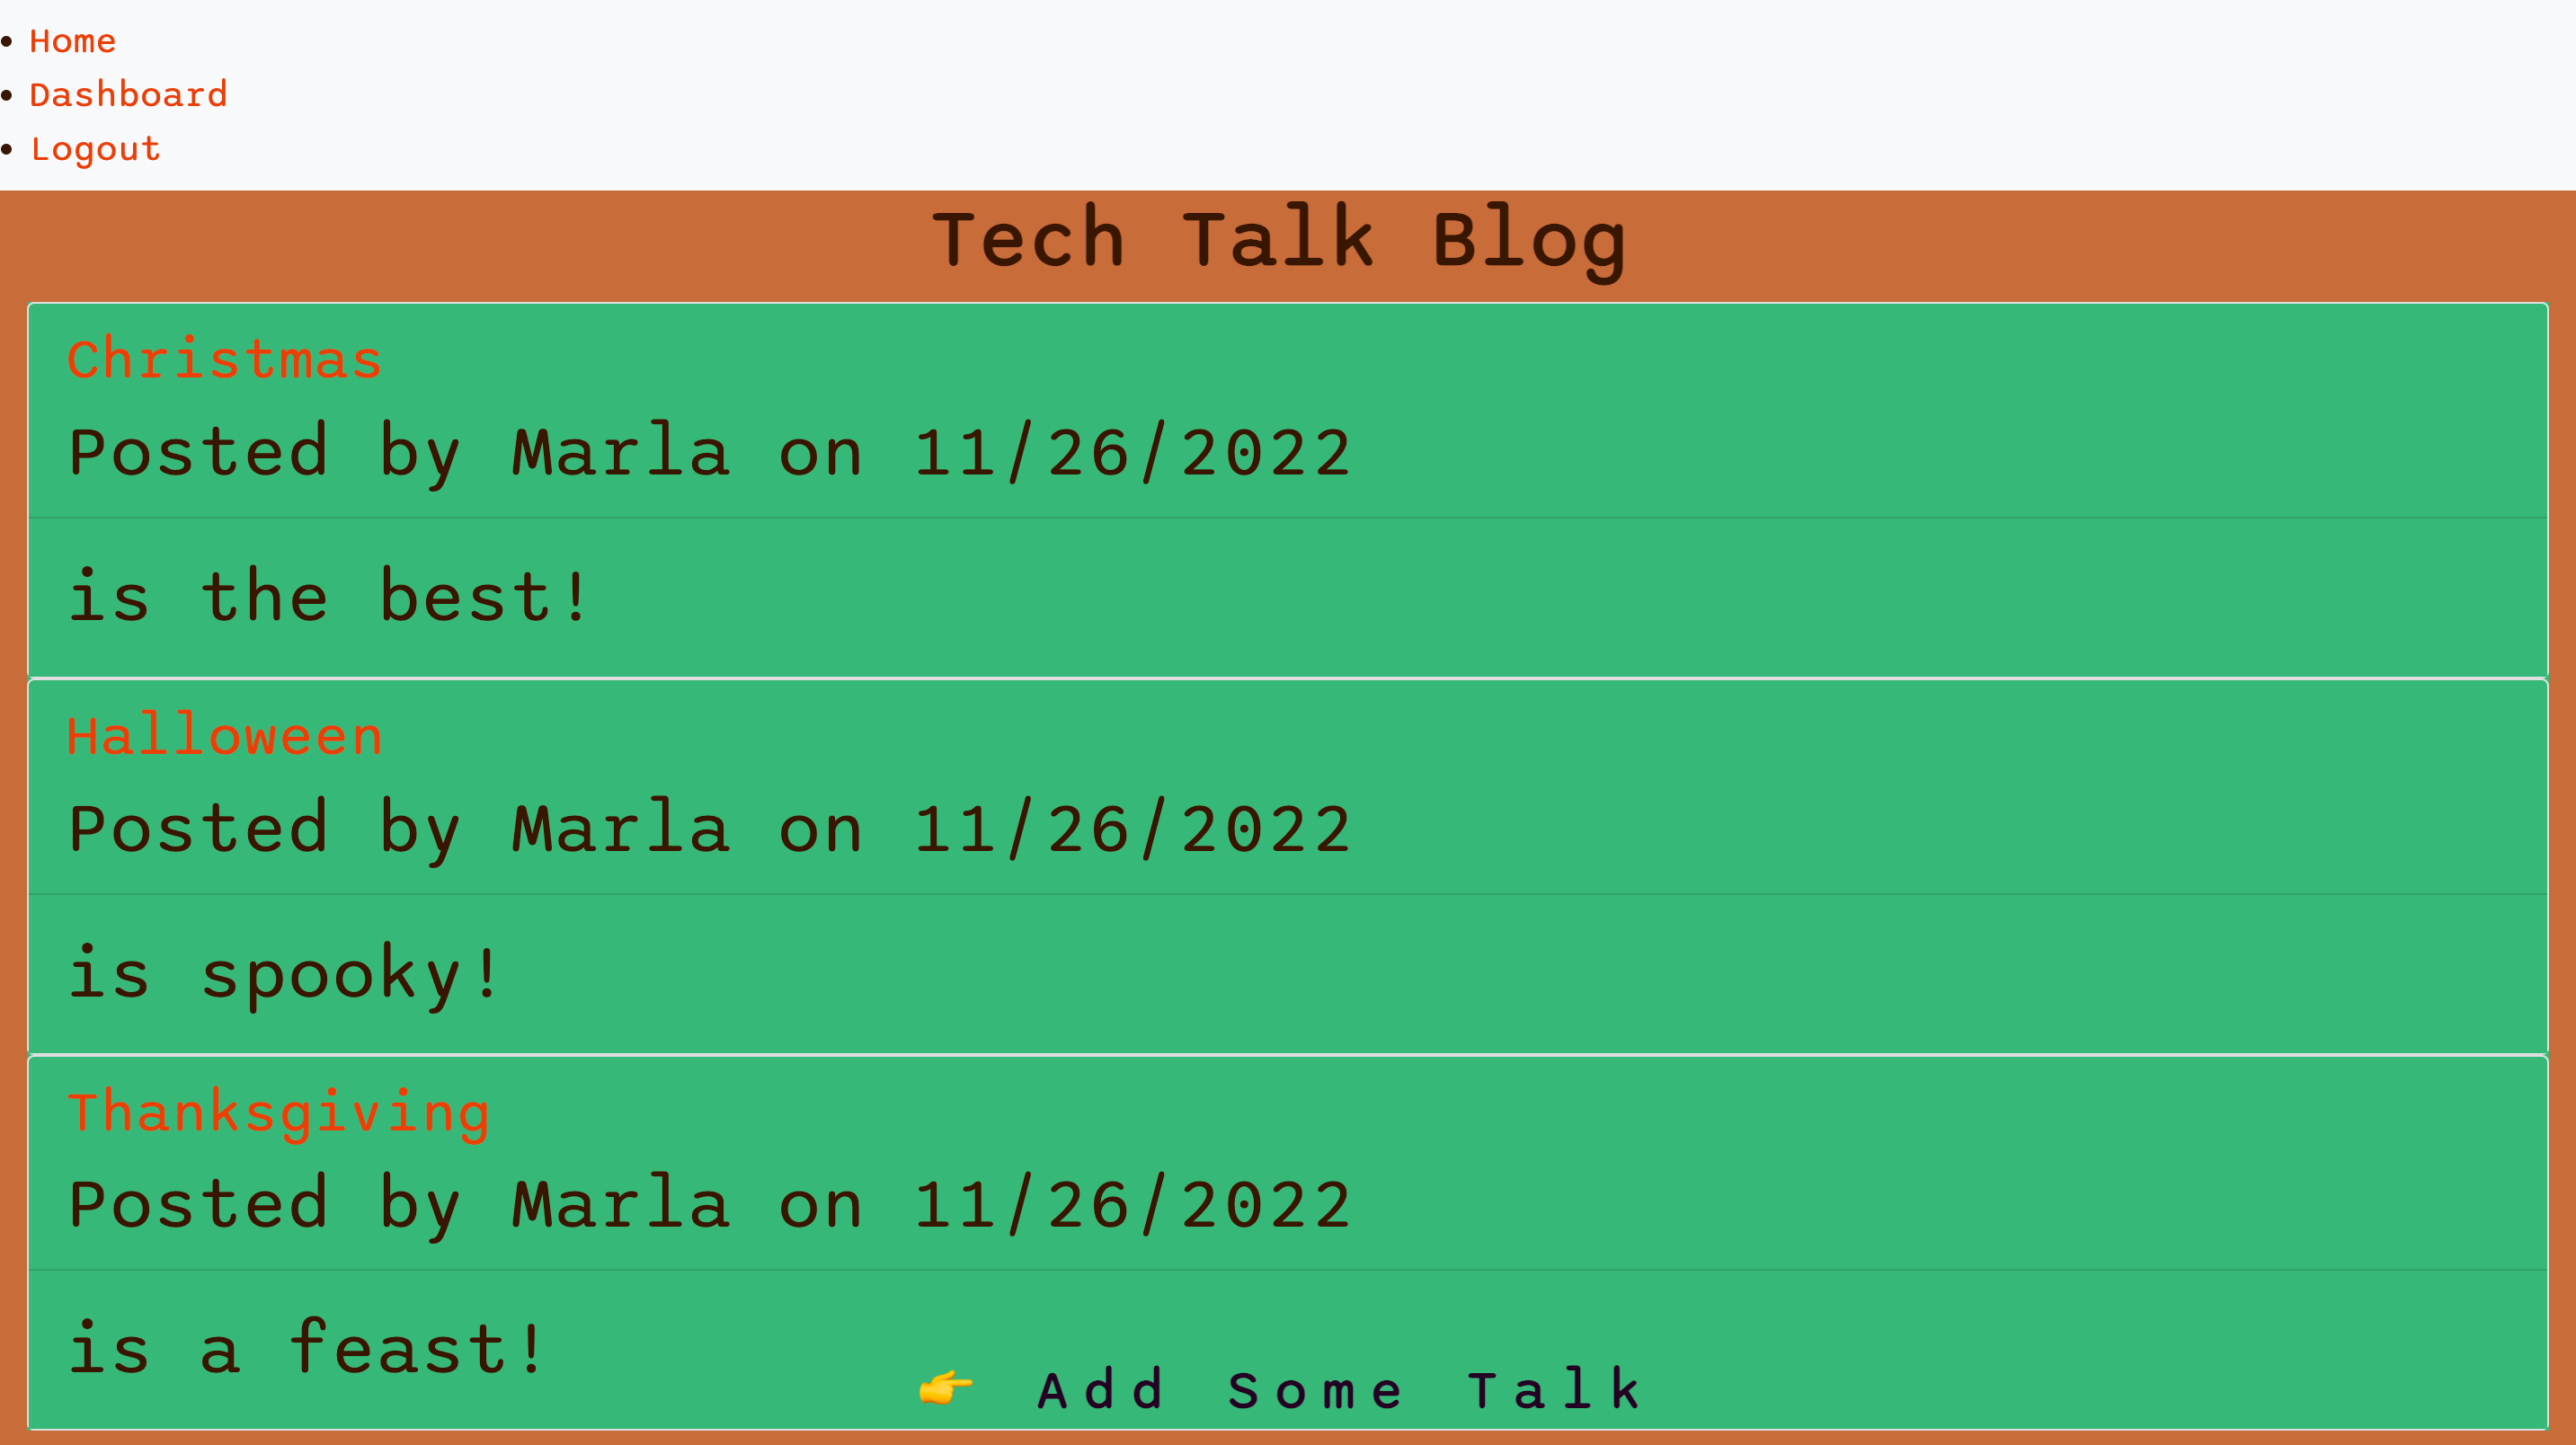 Home
Dashboard
Logout
Tech Talk Blog
Christmas
Posted by Marla on 11/26/2022
is the best!
Halloween
Posted by Marla on 11/26/2022
is spooky!
Thanksgiving
Posted by Marla on 11/26/2022
is a feast!
👉 Add Some Talk